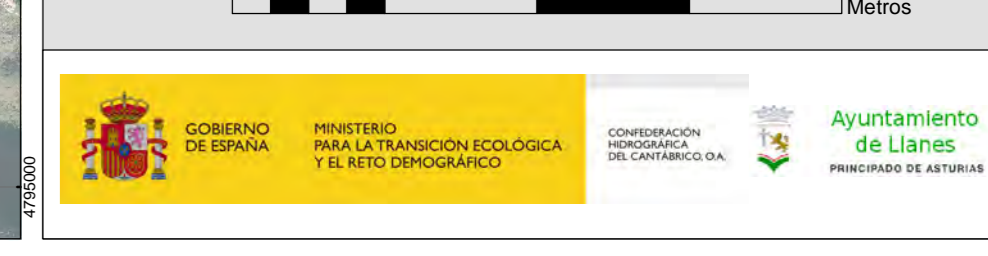 Metros
GOBIERNO
DE ESPAÑA
MINISTERIO
PARA LA TRANSICIÓN ECOLÓGICA
Y EL RETO DEMOGRÁFICO
CONFEDERACIÓN
HIDROGRÁFICA
DEL CANTÁBRICO, O.A.
Ayuntamiento
de Llanes
PRINCIPADO DE ASTURIAS
4795000